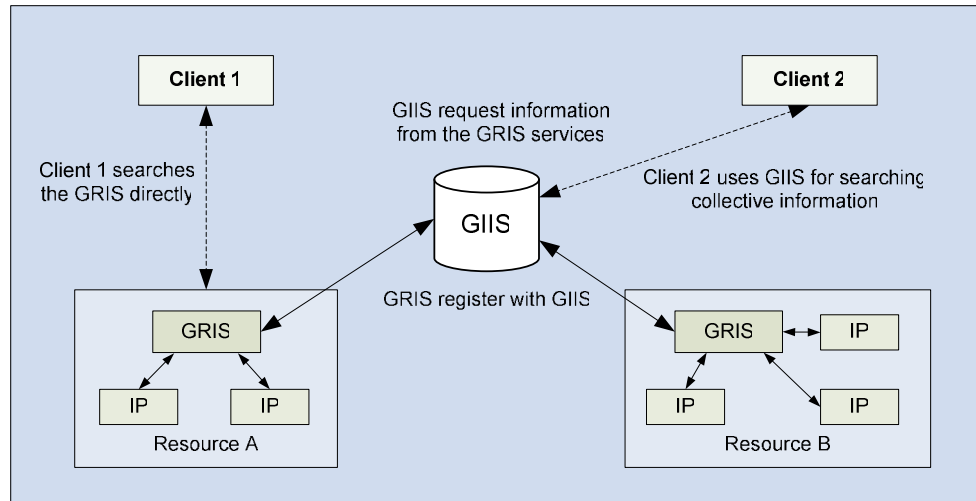 Client 1
Client 2
GIIS request information
from the GRIS services
Client 1 searches
the GRIS directly
Client 2 uses GIIS for searching
collective information
GIIS
GRIS register with GIIS
GRIS
IP
IP
Resource A
GRIS
IP
IP
IP
Resource B